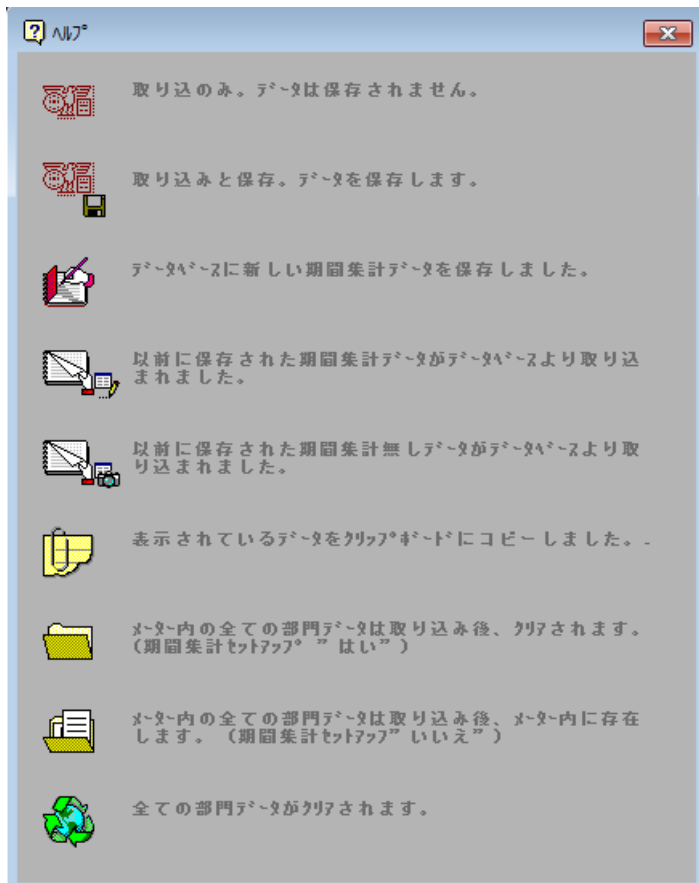 ﾍﾙﾌﾟ
取り込のみ。ﾃﾞｰﾀは保存されません。
取り込みと保存。ﾃﾞｰﾀを保存します。
ﾃﾞｰﾀﾍﾞｰｽに新しい期間集計ﾃﾞｰﾀを保存しました。
以前に保存された期間集計ﾃﾞｰﾀがﾃﾞｰﾀﾍﾞｰｽより取り込
まれました。
以前に保存された期間集計無しﾃﾞｰﾀがﾃﾞｰﾀﾍﾞｰｽより取
り込まれました。
表示されているﾃﾞｰﾀをｸﾘｯﾌﾟﾎﾞｰﾄﾞにコピーしました。.
ﾒｰﾀｰ内の全ての部門ﾃﾞｰﾀは取り込み後、ｸﾘｱされます。
(期間集計ｾｯﾄｱｯﾌﾟ ”はい”)
ﾒｰﾀｰ内の全ての部門ﾃﾞｰﾀは取り込み後、ﾒｰﾀｰ内に存在
します。 (期間集計ｾｯﾄｱｯﾌﾟ”いいえ”)
全ての部門ﾃﾞｰﾀがｸﾘｱされます。